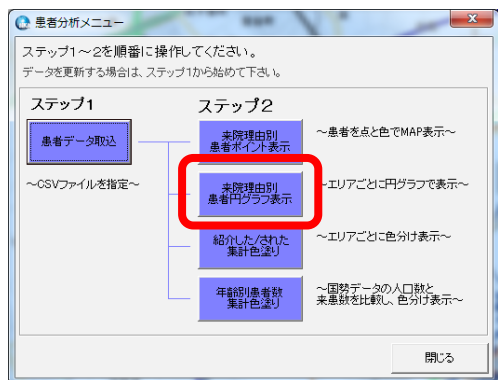 患者分析メニュー
ステップ1～2を順番に操作してください。
データを更新する場合は、ステップ1から始めて下さい。
ステップ1
ステップ2
患者データ取込
～CSVファイルを指定～
来院理由別
患者ポイント表示
～患者を点と色でMAP表示～
来院理由別
患者円グラフ表示
～エリアごとに円グラフで表示～
紹介した/された
集計色塗り
～エリアごとに色分け表示～
年齢別患者数
集計色塗り
～国勢データの人口数と
来患数を比較し、色分け表示～
閉じる